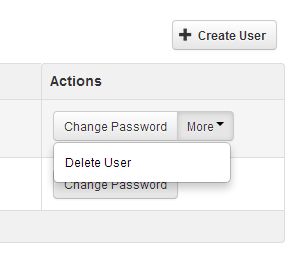 Create User
Actions
Change Password More
Delete User
Change Password